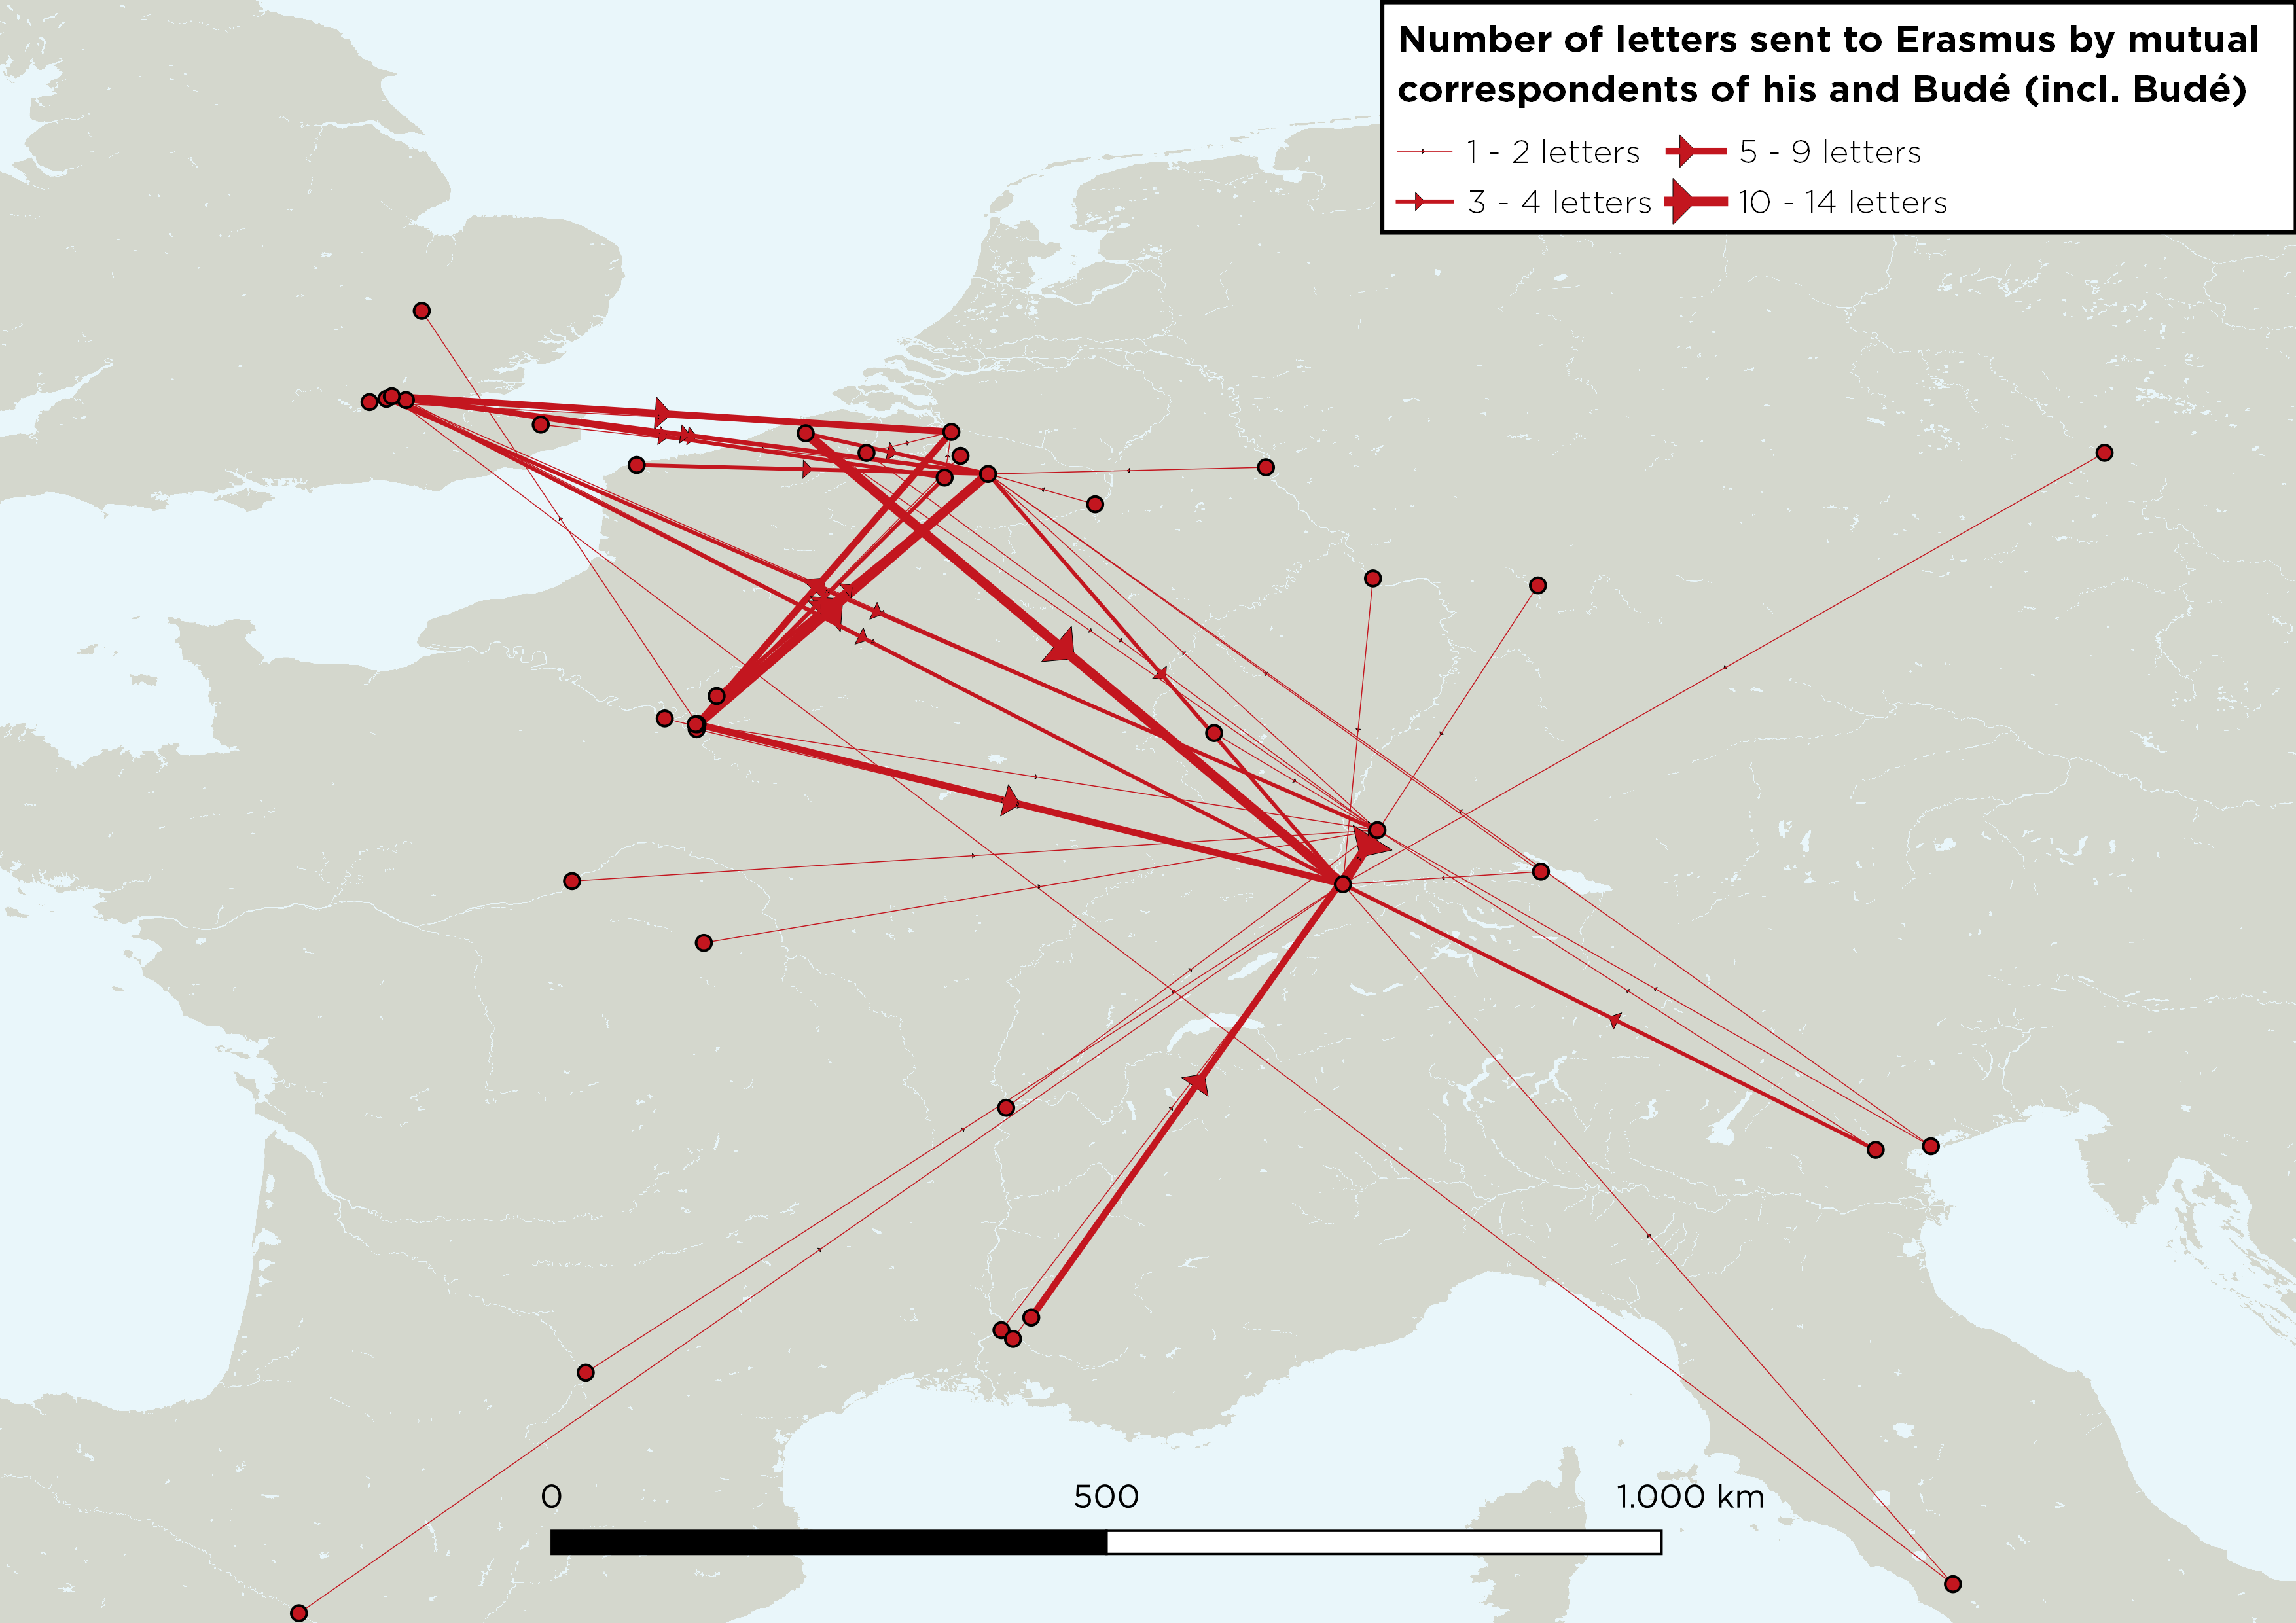 Number of letters sent to Erasmus by mutual
correspondents of his and Budé (incl. Budé)
1 - 2 letters
5 - 9 letters
3 - 4 letters
10 - 14 letters
0
500
1.000 km